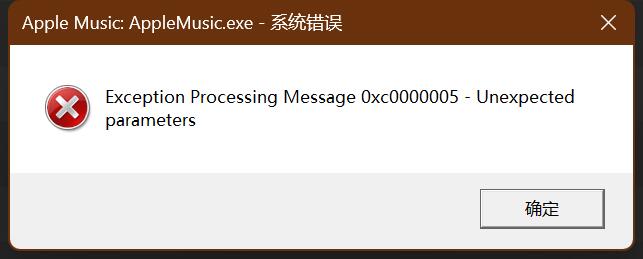 Apple Music: AppleMusic.exe - 系统错误
Exception Processing Message 0xc0000005 - Unexpected
parameters
确定